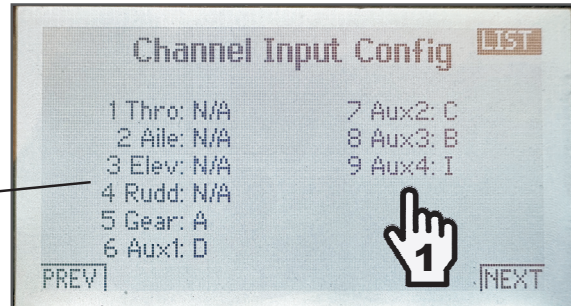 Channel Input Config
LIST
1 Thro: N/A
2 Aile: N/A
3 Elev: N/A
4 Rudd: N/A
5 Gear: A
6 Aux1: D
7 Aux2: C
8 Aux3: B
9 Aux4: I
1
PREV
NEXT